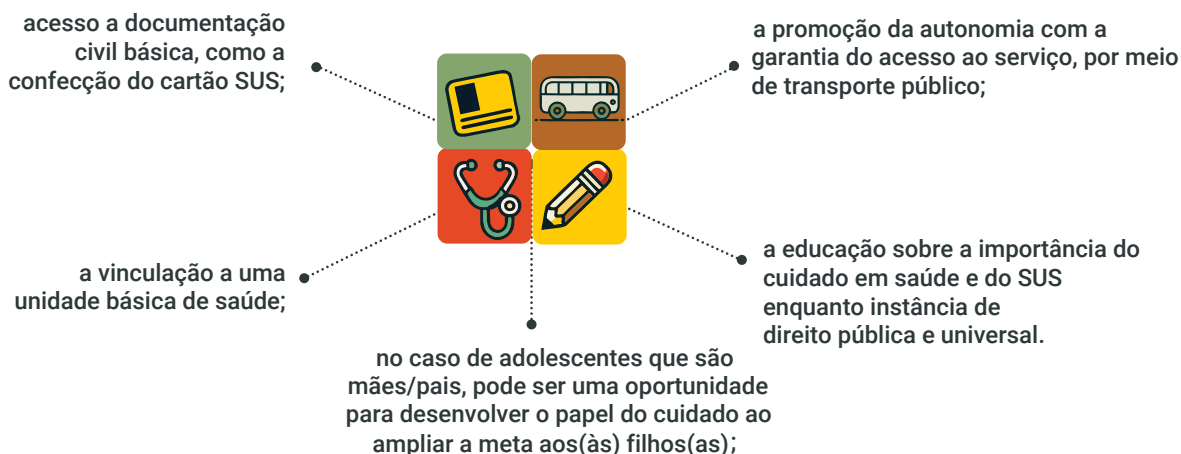 acesso a documentação
civil básica, como a
confecção do cartão SUS;
a promoção da autonomia com a
garantia do acesso ao serviço, por meio
de transporte público;
a vinculação a uma
unidade básica de saúde;
a educação sobre a importância do
cuidado em saúde e do SUS
enquanto instância de
direito pública e universal.
no caso de adolescentes que são
mães/pais, pode ser uma oportunidade
para desenvolver o papel do cuidado ao
ampliar a meta aos(às) filhos(as);